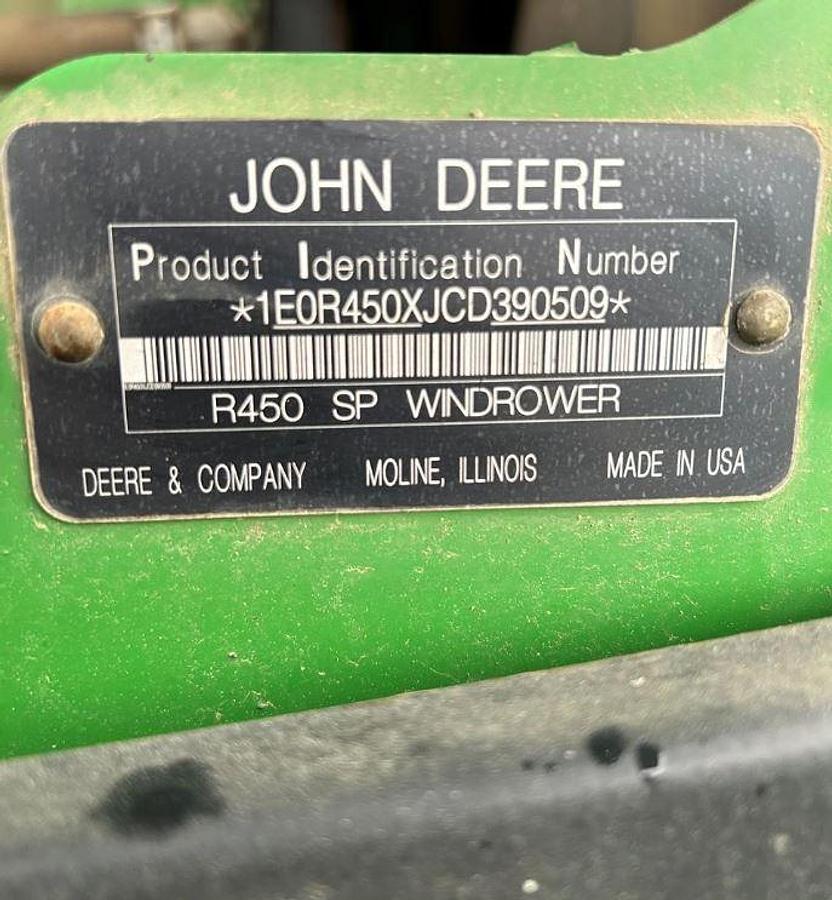 JOHN DEERE
Product Identification Number
*1E0R450XJCD390509*
R450 SP WINDROWER
DEERE & COMPANY MOLINE, ILLINOIS MADE IN USA